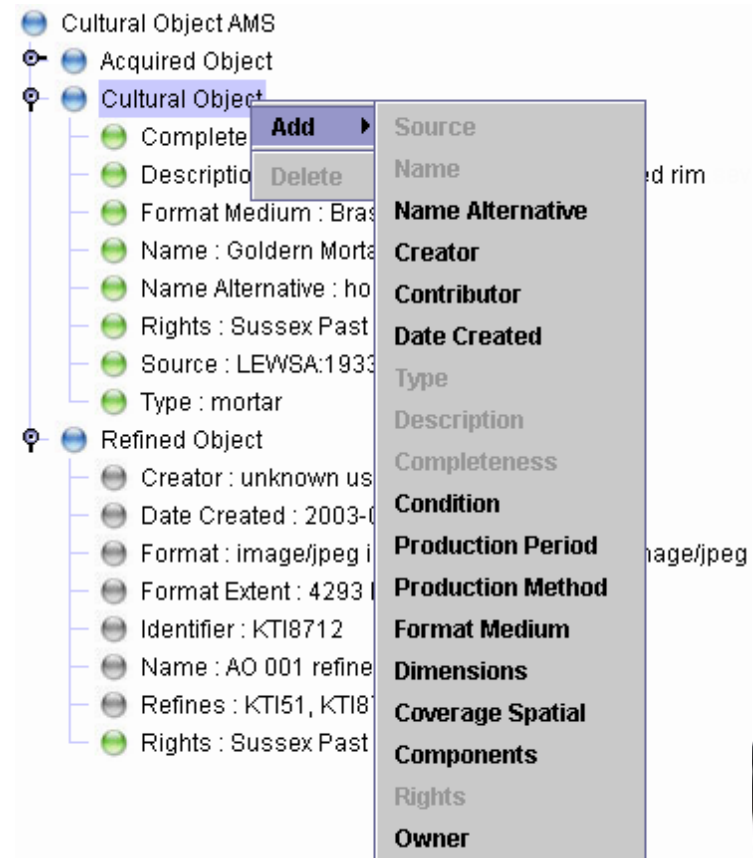 Cultural Object AMS
Acquired Object
Cultural Object
Complete
Descriptio ed rim
Format Medium : Bras
Name : Goldern Morta
Name Alternative : ho
Rights : Sussex Past
Source : LEWSA:1933
Type : mortar
Refined Object
Creator : unknown us
Date Created : 2003-0
Format : image/jpeg i nage/jpeg
Format Extent : 4293
Identifier : KTI8712
Name : AO 001 refine
Refines : KTI51, KTI8
Rights : Sussex Past
Add
Delete
Source
Name
Name Alternative
Creator
Contributor
Date Created
Type
Description
Completeness
Condition
Production Period
Production Method
Format Medium
Dimensions
Coverage Spatial
Components
Rights
Owner